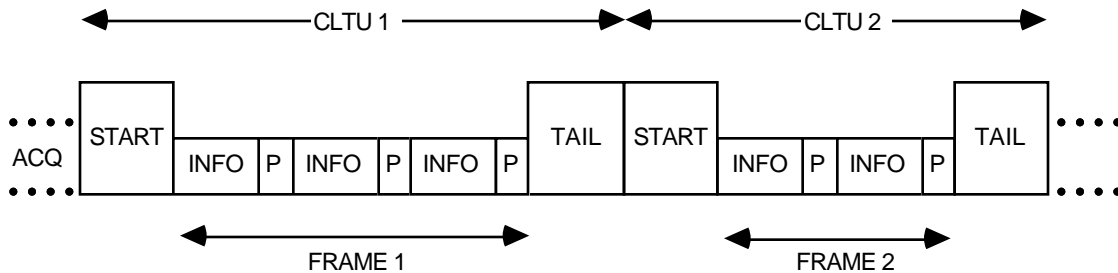 CLTU 1 CLTU 2
START TAIL START TAIL
ACQ INFO P INFO P INFO P INFO P INFO P
FRAME 1 FRAME 2